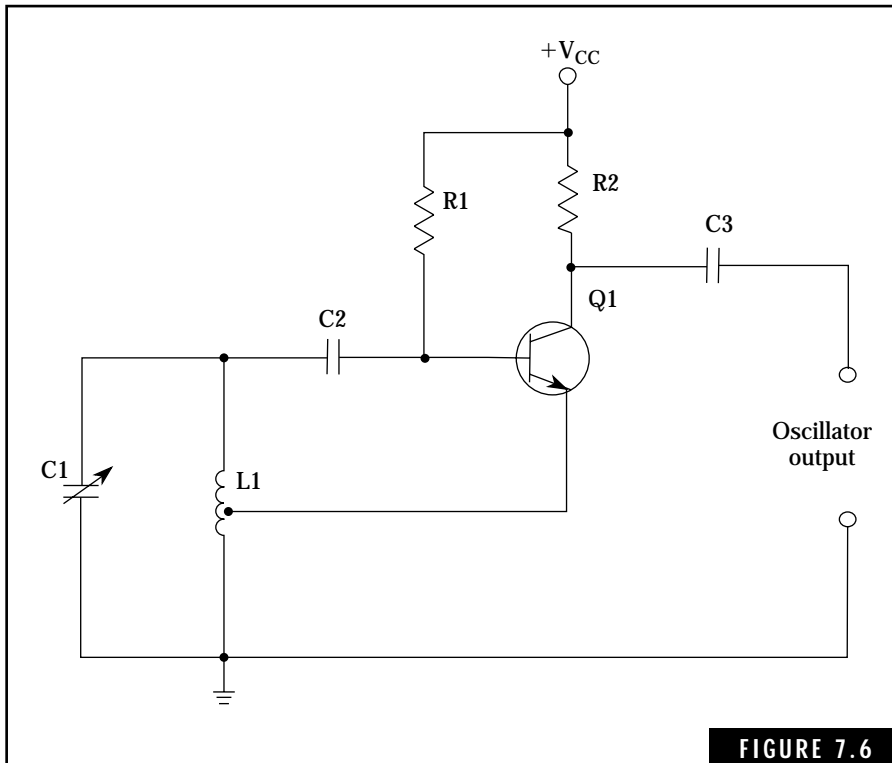 +VCC
R1
R2
C3
Q1
C2
C1
L1
Oscillator
output
FIGURE 7.6